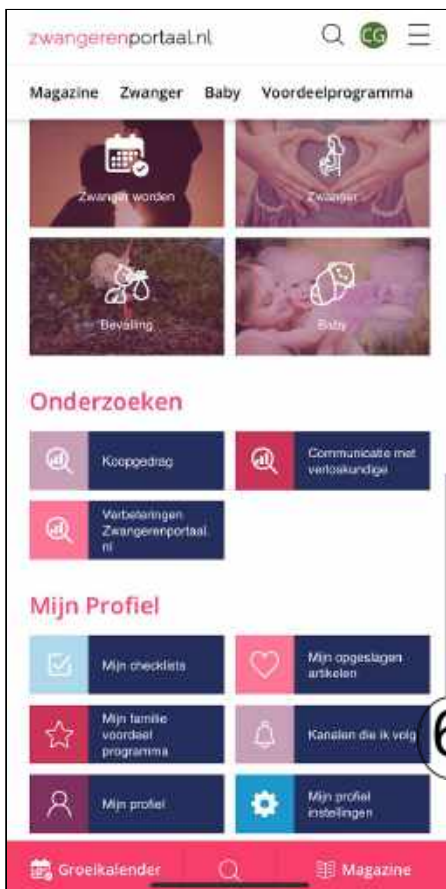 zwangerenportaal.nl
CG
Magazine Zwanger Baby Voordeelprogramma
Zwanger worden
Zwanger
Bevalling
Baby
Onderzoeken
Koopgedrag
Communicatie met
verloskundige
Verbeteringen
Zwangerenportaal.
nl
Mijn Profiel
Mijn checklists
Mijn opgeslagen
artikelen
Mijn familie
voordeel
programma
Kanalen die ik volg
Mijn profiel
Mijn profiel
instellingen
6
Groeikalender
Magazine